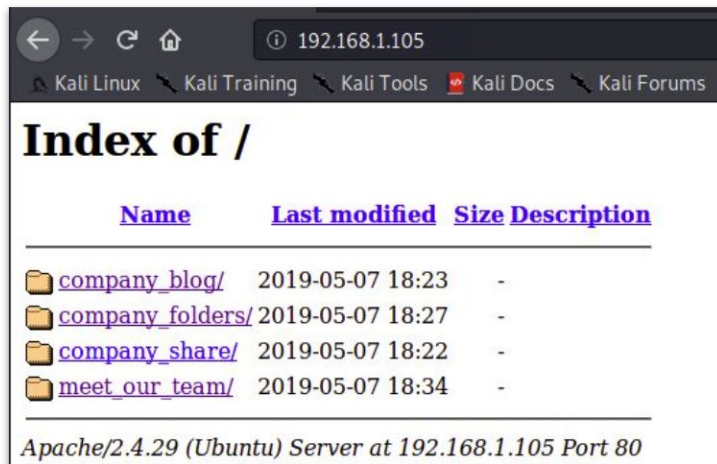 192.168.1.105
Kali Linux Kali Training Kali Tools Kali Docs Kali Forums
Index of /
Name Last modified Size Description
company_blog/ 2019-05-07 18:23 -
company_folders/ 2019-05-07 18:27 -
company_share/ 2019-05-07 18:22 -
meet_our_team/ 2019-05-07 18:34 -
Apache/2.4.29 (Ubuntu) Server at 192.168.1.105 Port 80